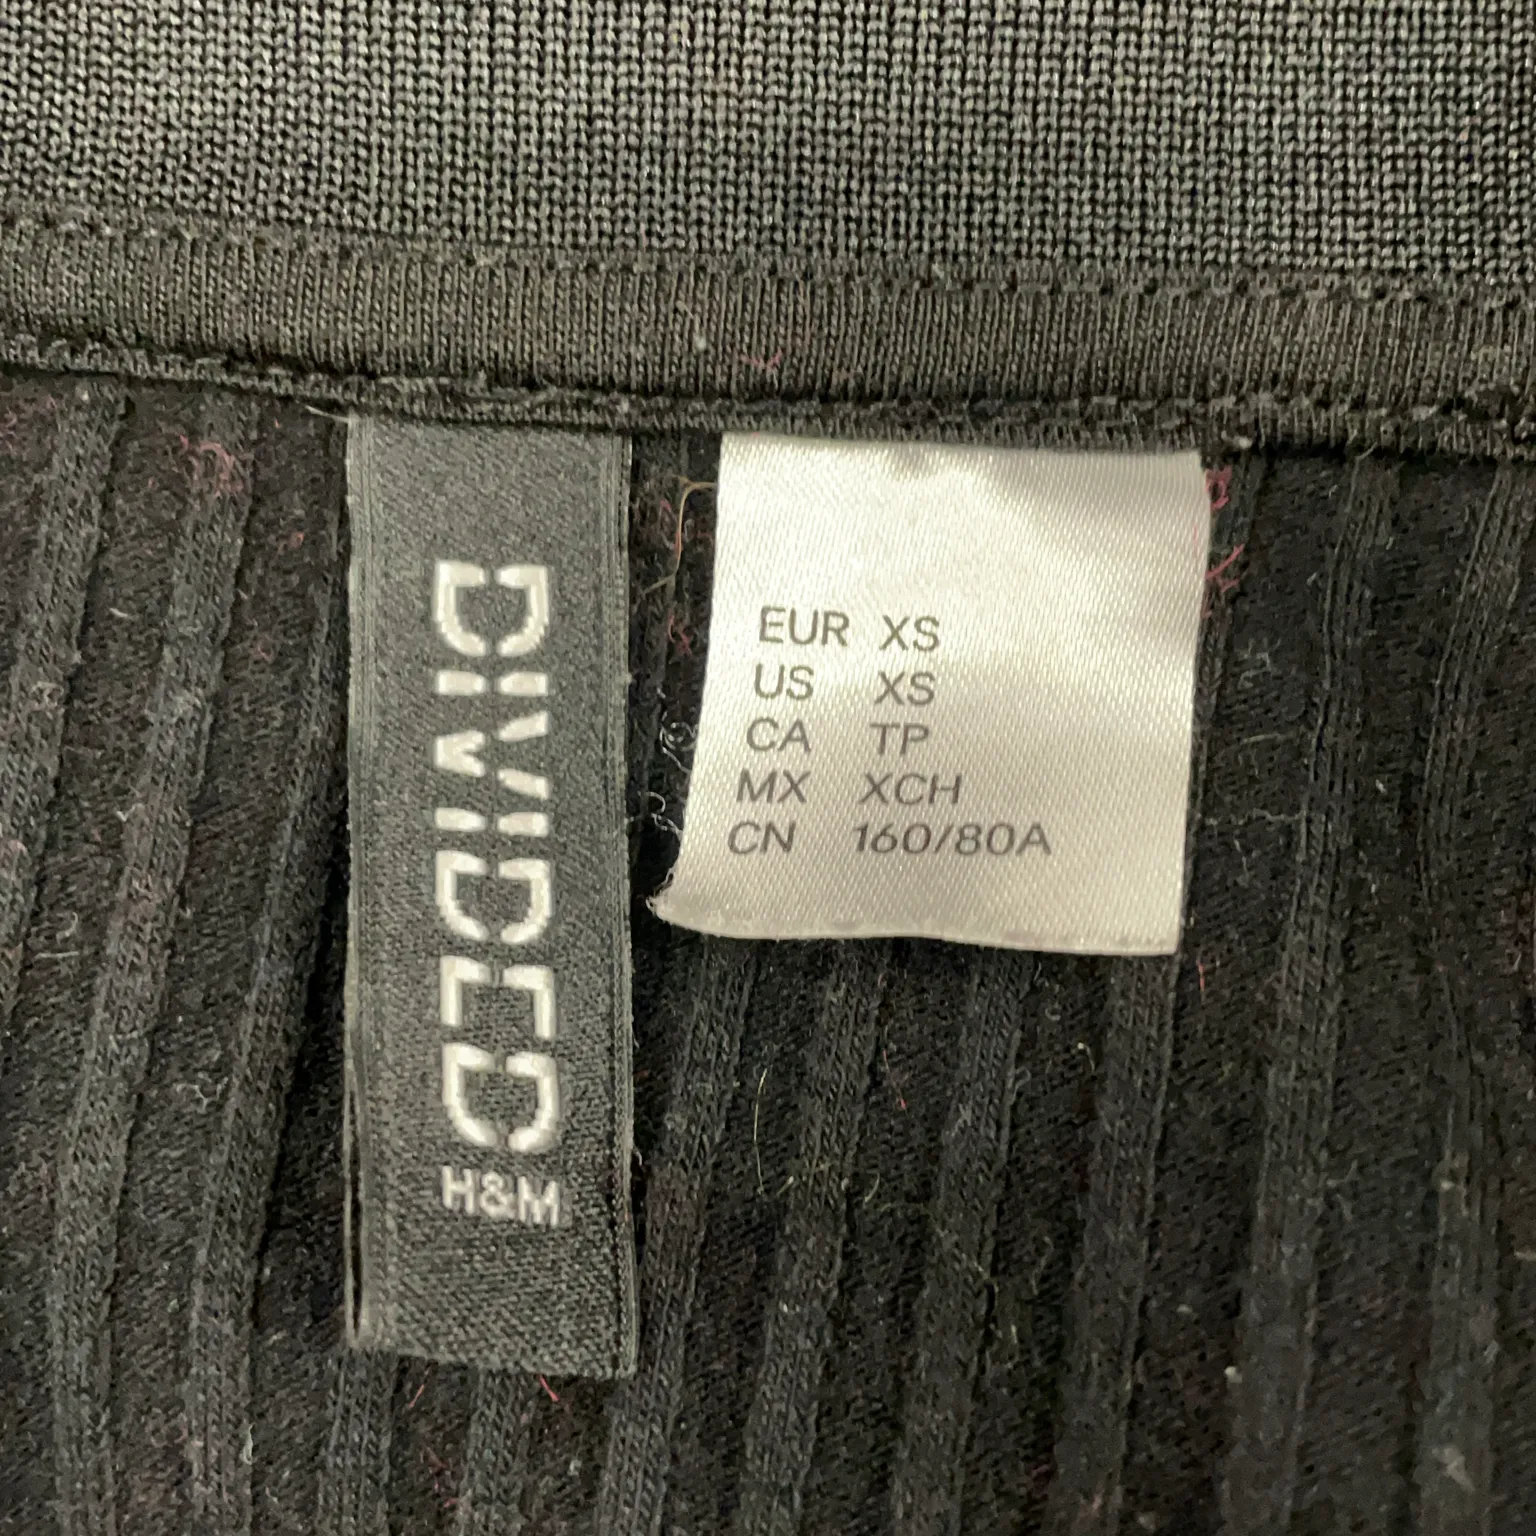 DIVIDED
H&M
EUR XS
US XS
CA TP
MX XCH
CN 160/80A